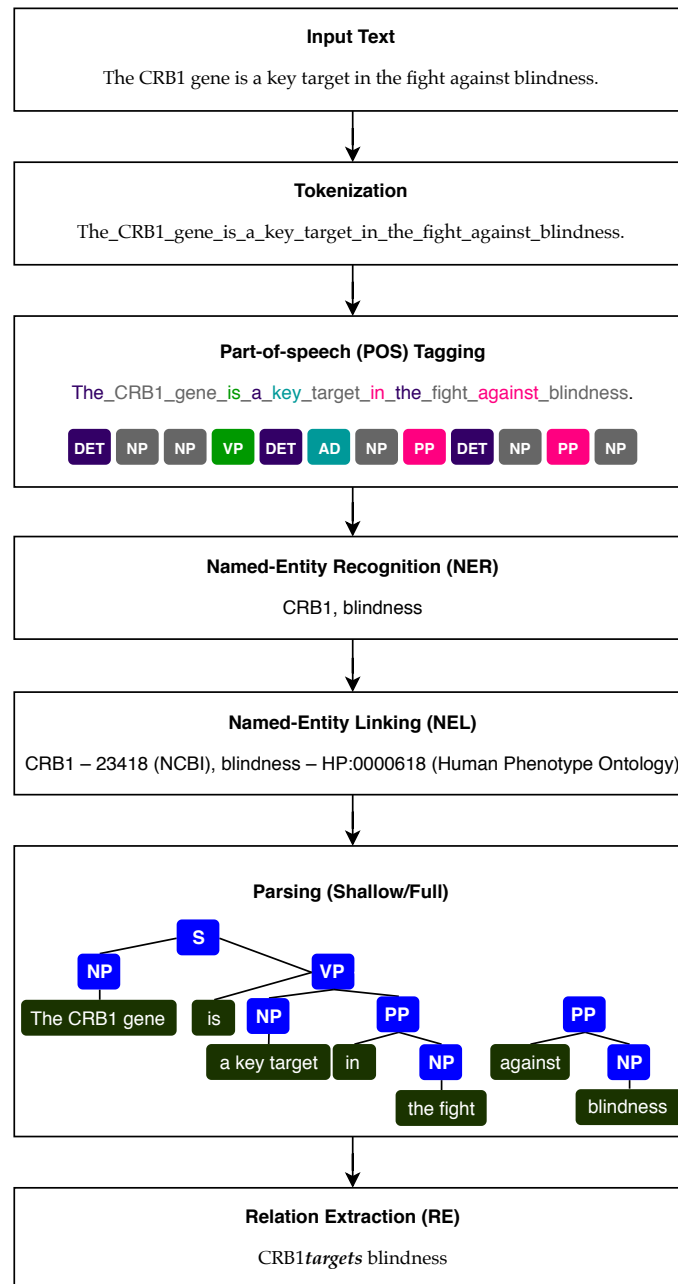 Input Text
The CRB1 gene is a key target in the fight against blindness.
Tokenization
The_CRB1_gene_is_a_key_target_in_the_fight_against_blindness.
Part-of-speech (POS) Tagging
The_CRB1_gene_is_a_key_target_in_the_fight_against_blindness.
DET NP NP VP DET AD NP PP DET NP PP NP
Named-Entity Recognition (NER)
CRB1, blindness
Named-Entity Linking (NEL)
CRB1 – 23418 (NCBI), blindness – HP:0000618 (Human Phenotype Ontology)
Parsing (Shallow/Full)
S
NP VP
The CRB1 gene is NP PP PP
a key target in NP against NP
the fight blindness
Relation Extraction (RE)
CRB1targets blindness